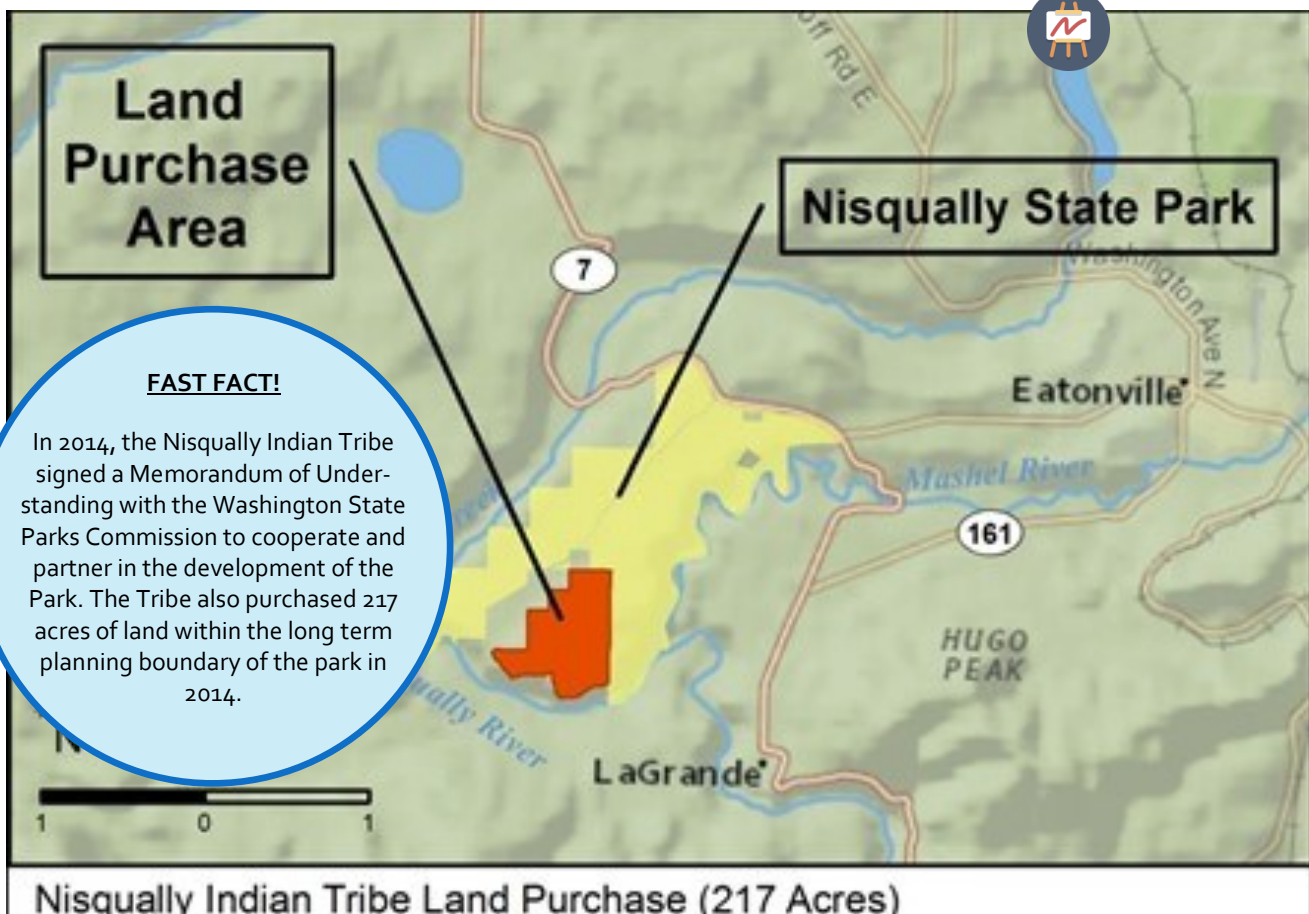 Land
Purchase
Area
off Rd E
Nisqually State Park
7
Washington Ave N
Eatonville
FAST FACT!
In 2014, the Nisqually Indian Tribe
signed a Memorandum of Under-
standing with the Washington State
Parks Commission to cooperate and
partner in the development of the
Park. The Tribe also purchased 217
acres of land within the long term
planning boundary of the park in
2014.
Mashel River
161
HUGO
PEAK
ually River
LaGrande
N
1 0 1
Nisqually Indian Tribe Land Purchase (217 Acres)